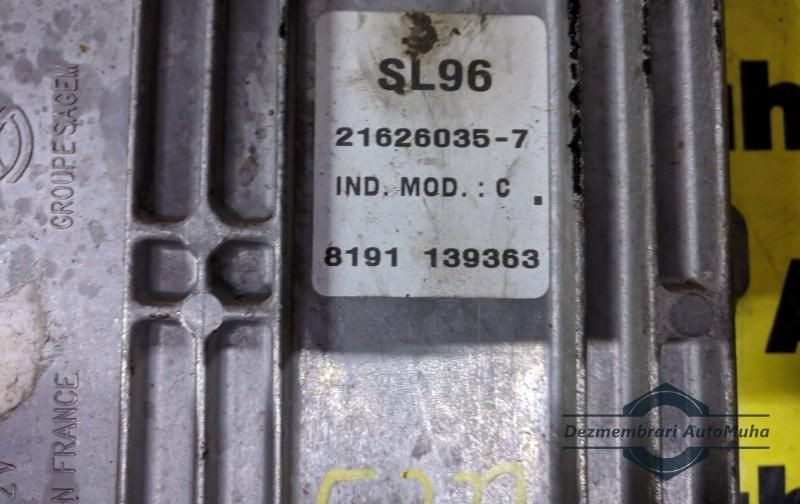 SL96
21626035-7
IND. MOD. : C
8191 139363
GROUPE SAGEM
FRANCE
Dezmembrari AutoMuha